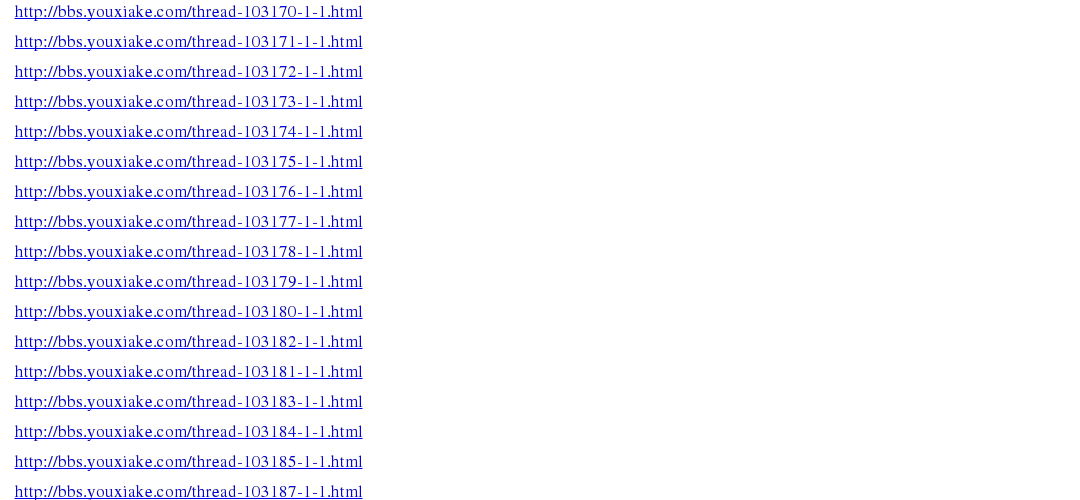 http://bbs.youxiake.com/thread-103170-1-1.html
http://bbs.youxiake.com/thread-103171-1-1.html
http://bbs.youxiake.com/thread-103172-1-1.html
http://bbs.youxiake.com/thread-103173-1-1.html
http://bbs.youxiake.com/thread-103174-1-1.html
http://bbs.youxiake.com/thread-103175-1-1.html
http://bbs.youxiake.com/thread-103176-1-1.html
http://bbs.youxiake.com/thread-103177-1-1.html
http://bbs.youxiake.com/thread-103178-1-1.html
http://bbs.youxiake.com/thread-103179-1-1.html
http://bbs.youxiake.com/thread-103180-1-1.html
http://bbs.youxiake.com/thread-103182-1-1.html
http://bbs.youxiake.com/thread-103181-1-1.html
http://bbs.youxiake.com/thread-103183-1-1.html
http://bbs.youxiake.com/thread-103184-1-1.html
http://bbs.youxiake.com/thread-103185-1-1.html
http://bbs.youxiake.com/thread-103187-1-1.html